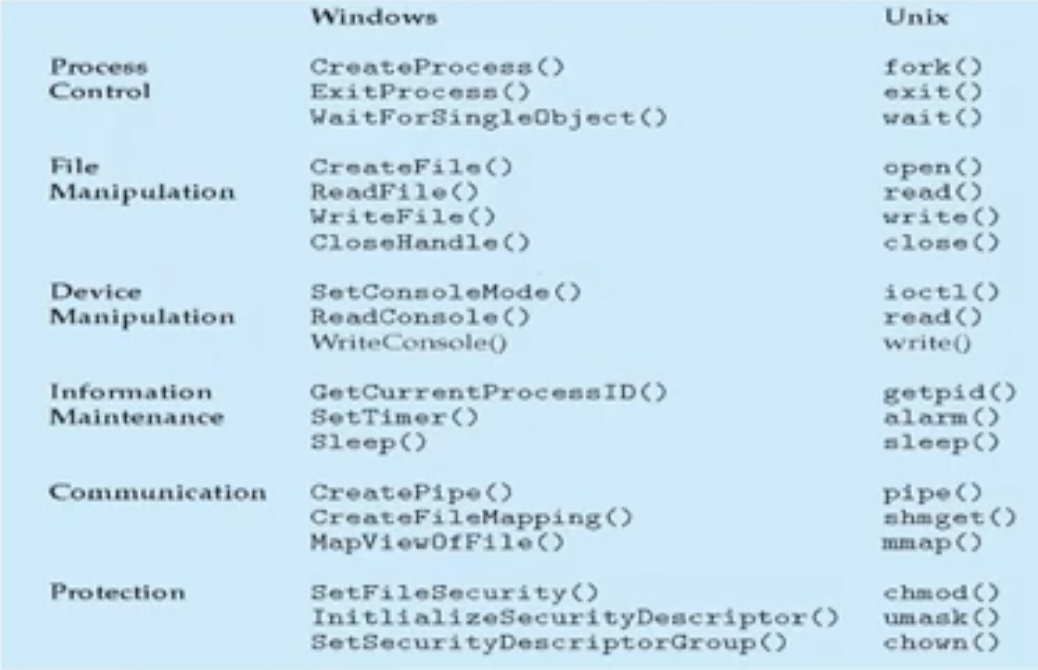 Windows Unix
Process CreateProcess() fork()
Control ExitProcess() exit()
WaitForSingleObject() wait()
File CreateFile() open()
Manipulation ReadFile() read()
WriteFile() write()
CloseHandle() close()
Device SetConsoleMode() ioctl()
Manipulation ReadConsole() read()
WriteConsole() write()
Information GetCurrentProcessID() getpid()
Maintenance SetTimer() alarm()
Sleep() sleep()
Communication CreatePipe() pipe()
CreateFileMapping() shmget()
MapViewOfFile() mmap()
Protection SetFileSecurity() chmod()
InitlializeSecurityDescriptor() umask()
SetSecurityDescriptorGroup() chown()